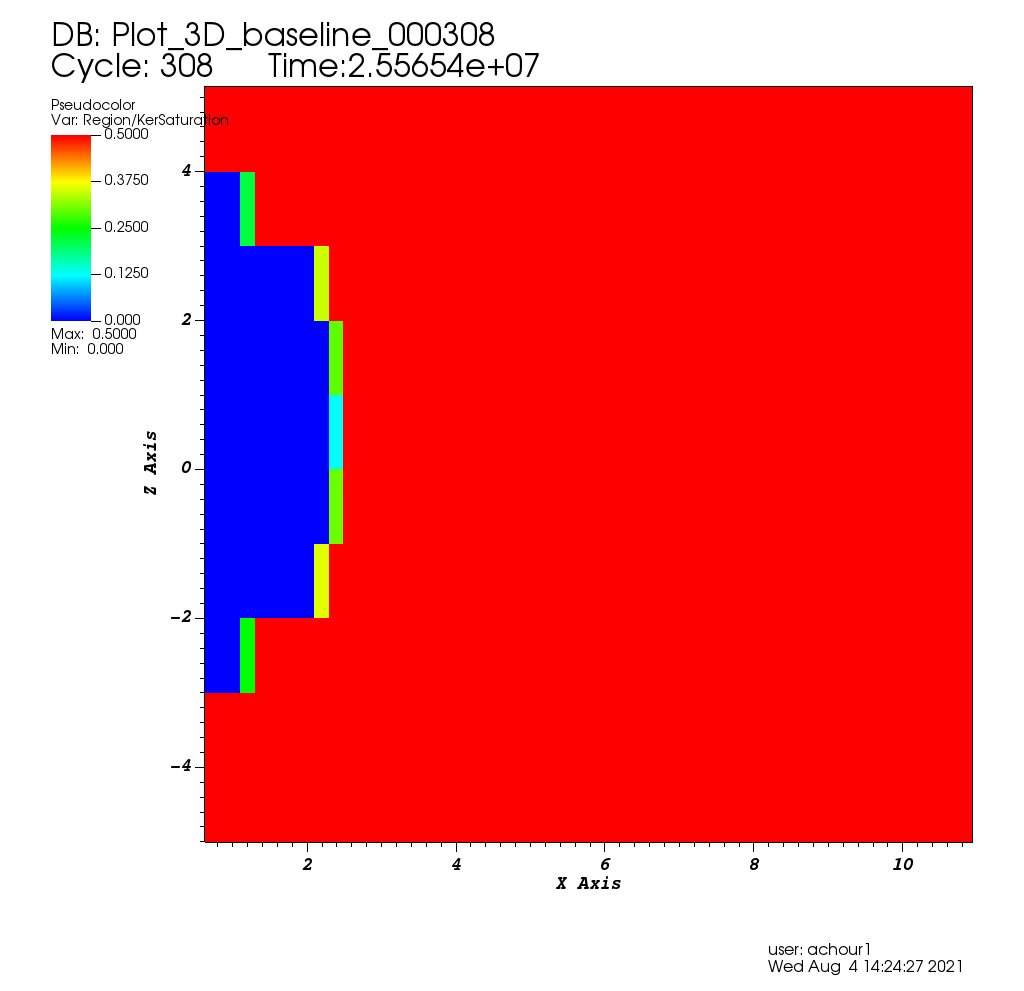 DB: Plot_3D_baseline_000308
Cycle: 308 Time:2.55654e+07
Pseudocolor
Var: Region/KerSaturation
0.5000
0.3750
0.2500
0.1250
0.000
Max: 0.5000
Min: 0.000
4
2
0
-2
-4
Z Axis
2 4 6 8 10
X Axis
user: achour1
Wed Aug 4 14:24:27 2021